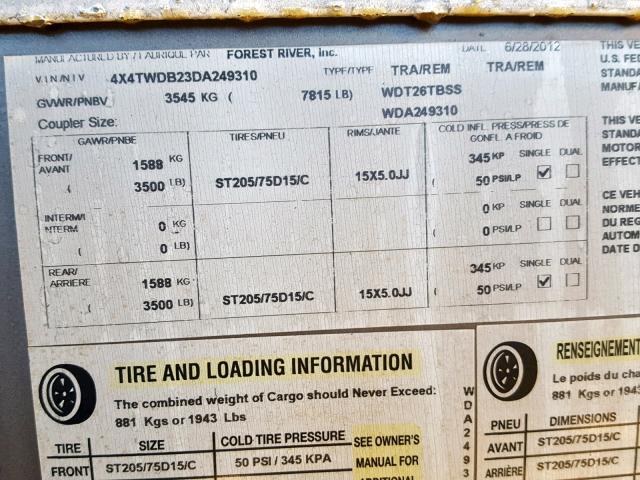 MANUFACTURED BY / FABRIQUE PAR FOREST RIVER, Inc. DATE 6/28/2012
V.I.N/N.I.V 4X4TWDB23DA249310 TYPE/TYPE TRA/REM TRA/REM
GVWR/PNBV 3545 KG ( 7815 LB) WDT26TBSS
WDA249310
Coupler Size:
GAWR/PNBE TIRES/PNEU RIMS/JANTE COLD INFL. PRESS/PRESS DE GONFL. A FROID
FRONT/AVANT 1588 KG ST205/75D15/C 15X5.0JJ 345 KP SINGLE DUAL
( 3500 LB) ( 50 PSI/LP
INTERM/INTERM 0 KG 0 KP SINGLE DUAL
( 0 LB) ( 0 PSI/LP
REAR/ARRIERE 1588 KG ST205/75D15/C 15X5.0JJ 345 KP SINGLE DUAL
( 3500 LB) ( 50 PSI/LP
THIS VE
U.S. FED
STANDA
MANUF
THIS VE
STANDA
MOTOR
EFFECT
CE VEH
NORME
DU REG
AUTOM
DATE D
TIRE AND LOADING INFORMATION
The combined weight of Cargo should Never Exceed:
881 Kgs or 1943 Lbs
TIRE SIZE COLD TIRE PRESSURE SEE OWNER'S
FRONT ST205/75D15/C 50 PSI / 345 KPA MANUAL FOR
ADDITIONAL
WDA2493
RENSEIGNEMENT
Le poids du cha
881 Kgs or 1943
PNEU DIMENSIONS
AVANT ST205/75D15/C
ARRIÈRE ST205/75D15/C